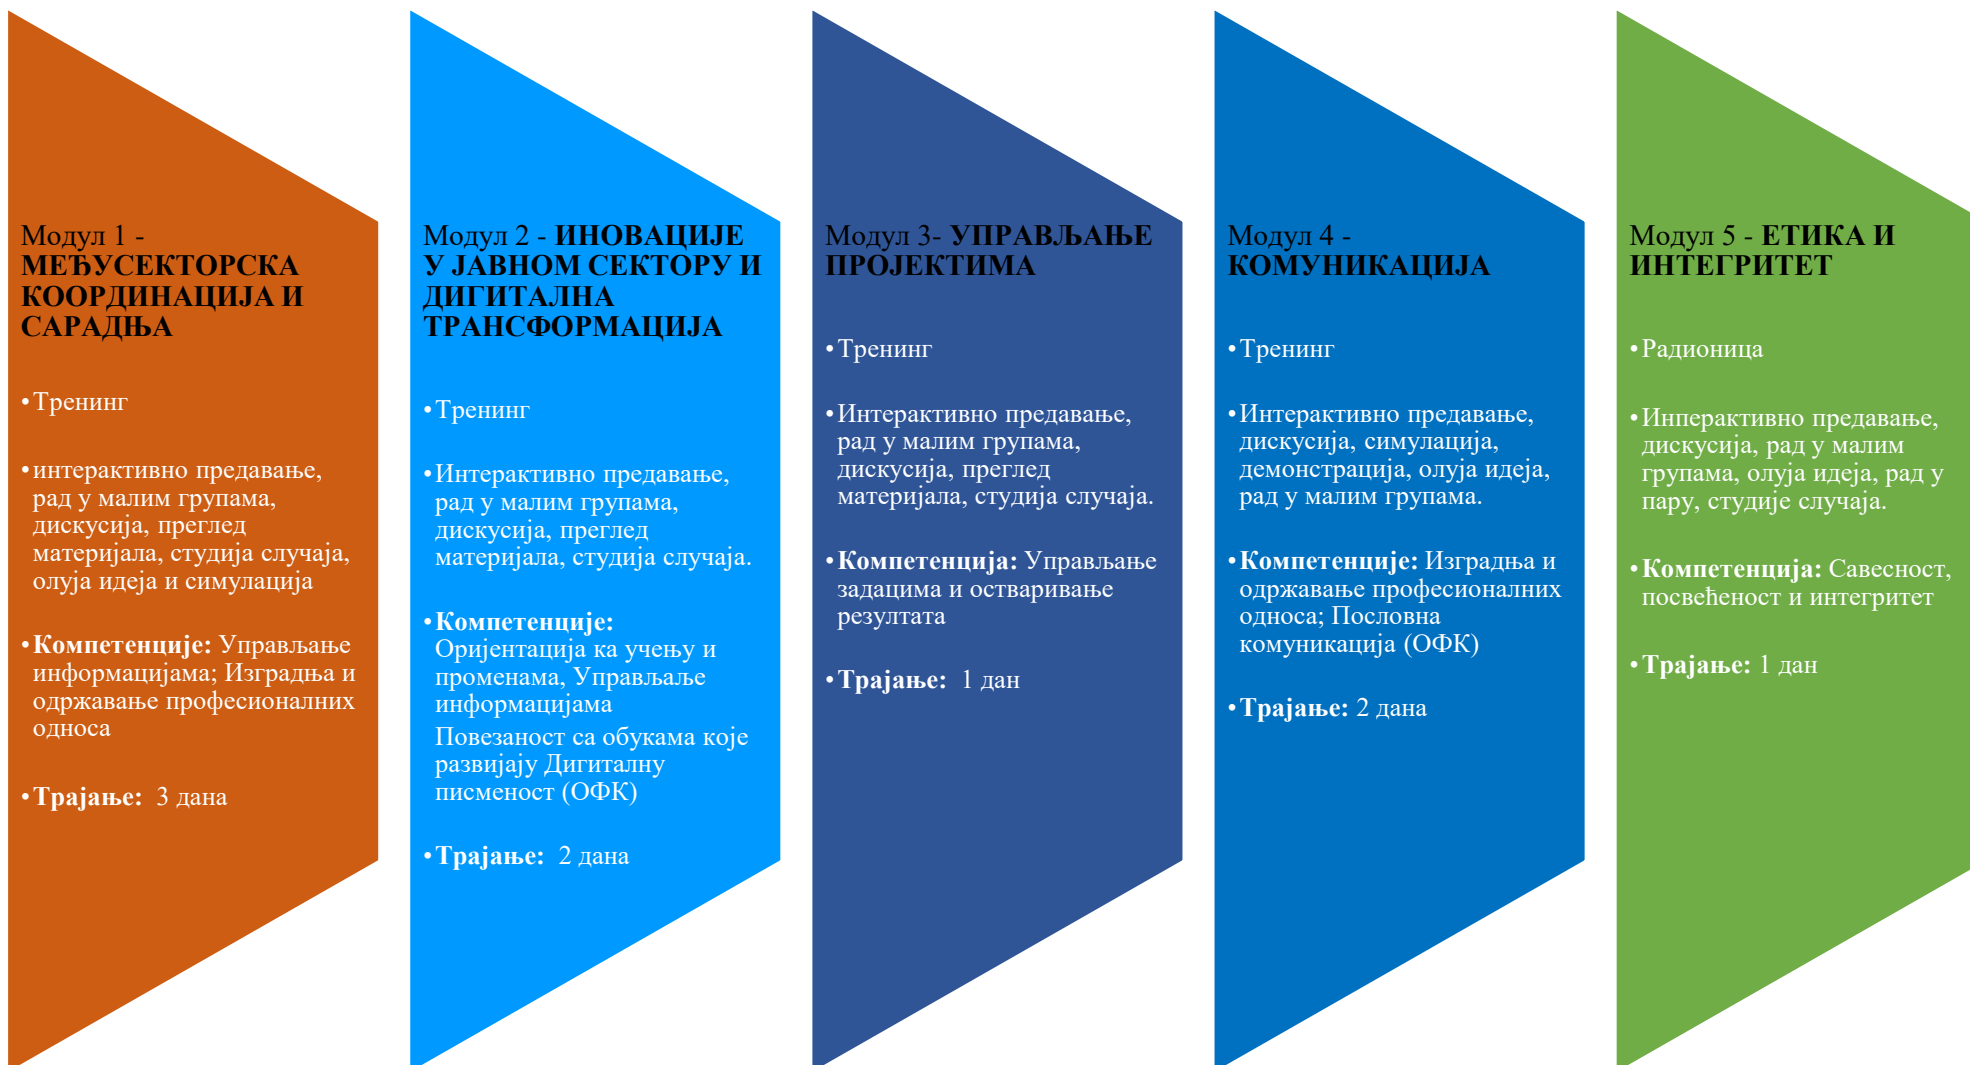 Модул 1 -
МЕЂУСЕКТОРСКА
КООРДИНАЦИЈА И
САРАДЊА
•Тренинг
•интерактивно предавање,
рад у малим групама,
дискусија, преглед
материјала, студија случаја,
олуја идеја и симулација
•Компетенције: Управљање
информацијама; Изградња и
одржавање професионалних
односа
•Трајање:  3 дана
Модул 2 - ИНОВАЦИЈЕ
У ЈАВНОМ СЕКТОРУ И
ДИГИТАЛНА
ТРАНСФОРМАЦИЈА
•Тренинг
•Интерактивно предавање,
рад у малим групама,
дискусија, преглед
материјала, студија случаја.
•Компетенције:
Оријентација ка учењу и
променама, Управљаље
информацијама
Повезаност са обукама које
развијају Дигиталну
писменост (ОФК)
•Трајање:  2 дана
Модул 3- УПРАВЉАЊЕ
ПРОЈЕКТИМА
•Тренинг
•Интерактивно предавање,
рад у малим групама,
дискусија, преглед
материјала, студија случаја.
•Компетенција: Управљање
задацима и остваривање
резултата
•Трајање:  1 дан
Модул 4 -
КОМУНИКАЦИЈА
•Тренинг
•Интерактивно предавање,
дискусија, симулација,
демонстрација, олуја идеја,
рад у малим групама.
•Компетенције: Изградња и
одржавање професионалних
односа; Пословна
комуникација (ОФК)
•Трајање: 2 дана
Модул 5 - ЕТИКА И
ИНТЕГРИТЕТ
•Радионица
•Инперактивно предавање,
дискусија, рад у малим
групама, олуја идеја, рад у
пару, студије случаја.
•Компетенција: Савесност,
посвећеност и интегритет
•Трајање: 1 дан